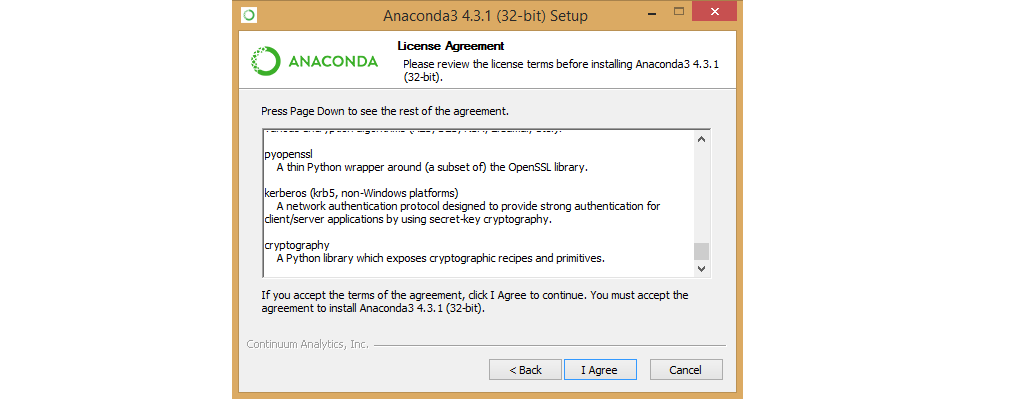 Anaconda3 4.3.1 (32-bit) Setup
ANACONDA
License Agreement
Please review the license terms before installing Anaconda3 4.3.1
(32-bit).
Press Page Down to see the rest of the agreement.
pyopenssl
A thin Python wrapper around (a subset of) the OpenSSL library.
kerberos (krb5, non-Windows platforms)
A network authentication protocol designed to provide strong authentication for
client/server applications by using secret-key cryptography.
cryptography
A Python library which exposes cryptographic recipes and primitives.
If you accept the terms of the agreement, click I Agree to continue. You must accept the
agreement to install Anaconda3 4.3.1 (32-bit).
Continuum Analytics, Inc.
< Back
I Agree
Cancel